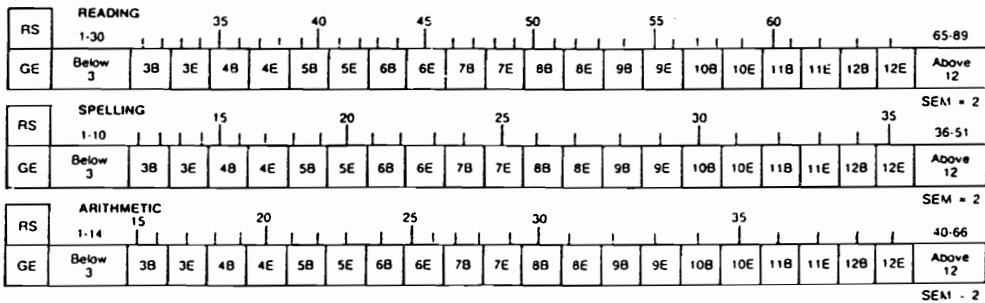 READING
RS 1-30 35 40 45 50 55 60 65-89
GE Below 3 3B 3E 4B 4E 5B 5E 6B 6E 7B 7E 8B 8E 9B 9E 10B 10E 11B 11E 12B 12E Above 12
SEM = 2
SPELLING
RS 1-10 15 20 25 30 35 36-51
GE Below 3 3B 3E 4B 4E 5B 5E 6B 6E 7B 7E 8B 8E 9B 9E 10B 10E 11B 11E 12B 12E Above 12
SEM = 2
ARITHMETIC
RS 1-14 15 20 25 30 35 40-66
GE Below 3 3B 3E 4B 4E 5B 5E 6B 6E 7B 7E 8B 8E 9B 9E 10B 10E 11B 11E 12B 12E Above 12
SEM - 2